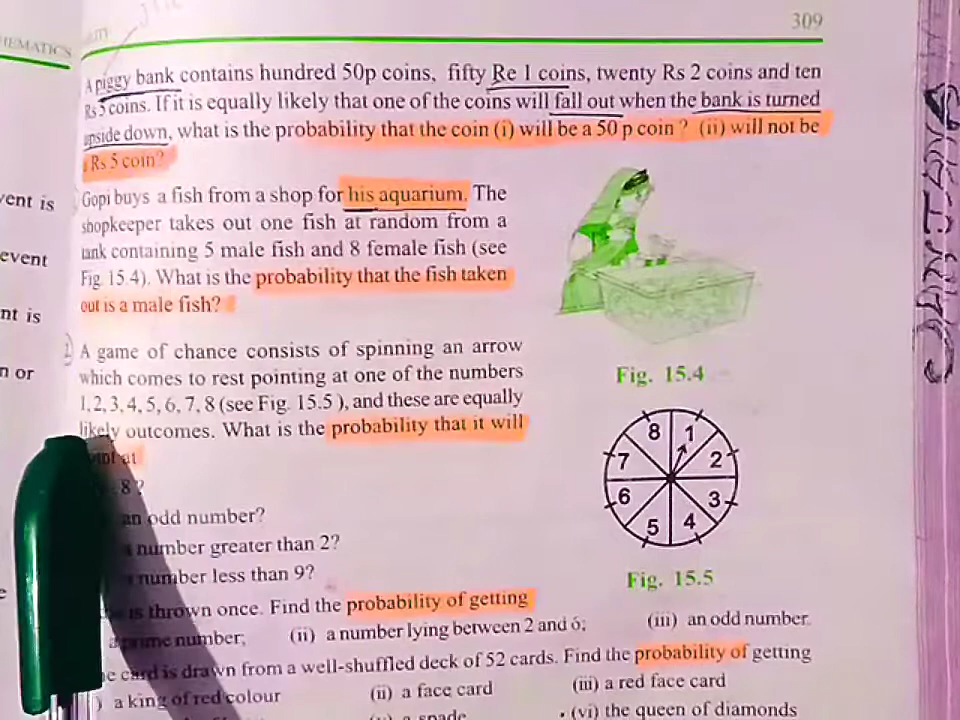 309
HEMATICS
A piggy bank contains hundred 50p coins, fifty Re 1 coins, twenty Rs 2 coins and ten
Rs 5 coins. If it is equally likely that one of the coins will fall out when the bank is turned
upside down, what is the probability that the coin (i) will be a 50 p coin ? (ii) will not be
Rs 5 coin?
vent is
event
nt is
n or
Gopi buys a fish from a shop for his aquarium. The
shopkeeper takes out one fish at random from a
tank containing 5 male fish and 8 female fish (see
Fig. 15.4). What is the probability that the fish taken
out is a male fish?
Fig. 15.4
A game of chance consists of spinning an arrow
which comes to rest pointing at one of the numbers
1, 2, 3, 4, 5, 6, 7, 8 (see Fig. 15.5 ), and these are equally
likely outcomes. What is the probability that it will
at
8 ?
an odd number?
a number greater than 2?
a number less than 9?
8 1
7 2
6 3
5 4
Fig. 15.5
is thrown once. Find the probability of getting
a prime number; (ii) a number lying between 2 and 6; (iii) an odd number.
e card is drawn from a well-shuffled deck of 52 cards. Find the probability of getting
) a king of red colour (ii) a face card (iii) a red face card
a spade (vi) the queen of diamonds